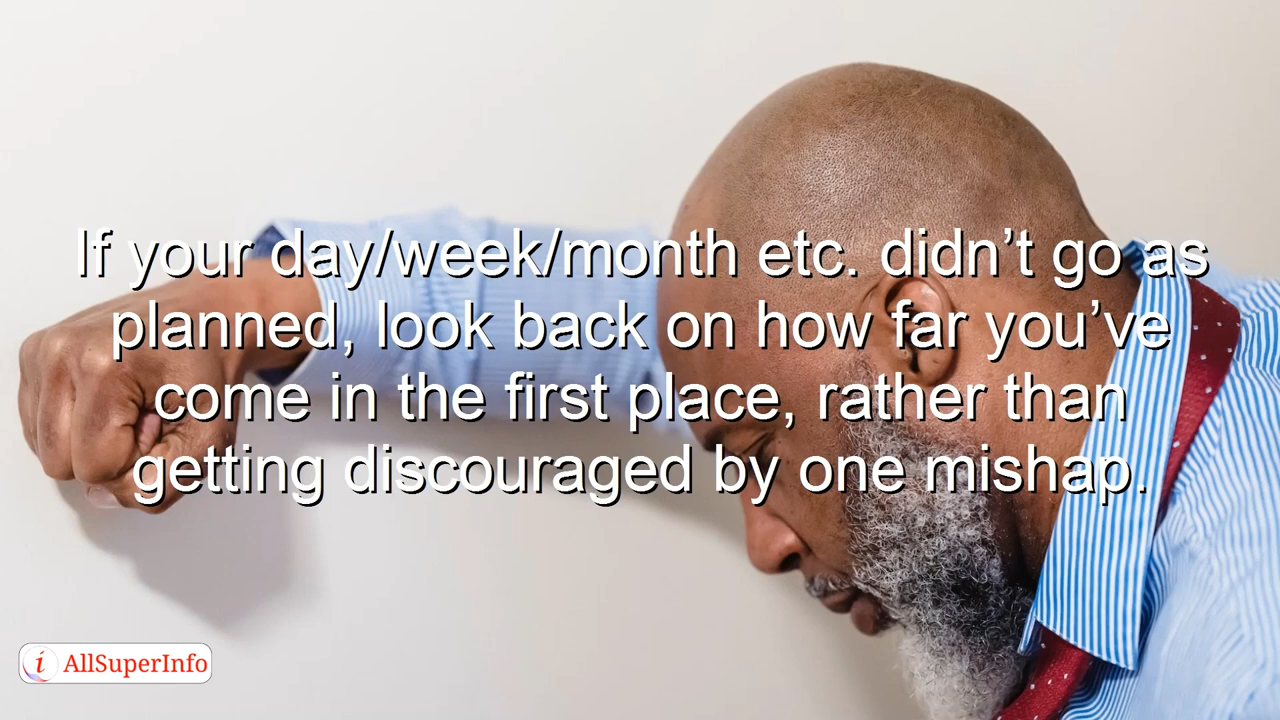 If your day/week/month etc. didn’t go as
planned, look back on how far you’ve
come in the first place, rather than
getting discouraged by one mishap.
i AllSuperInfo